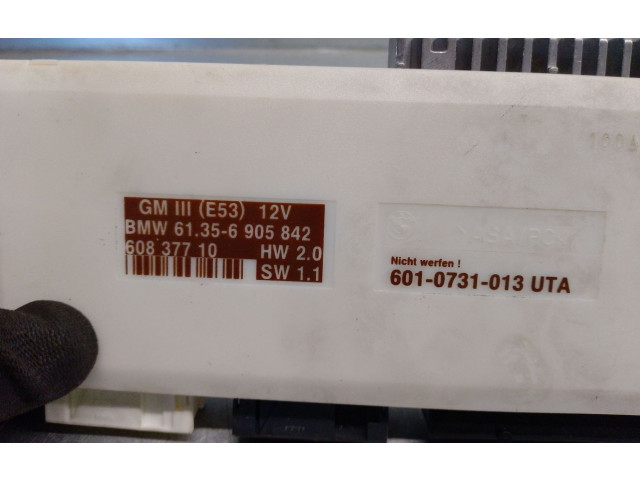 GM III (E53) 12V
BMW 61.35-6 905 842
608 377 10 HW 2.0
SW 1.1
Nicht werfen !
601-0731-013 UTA